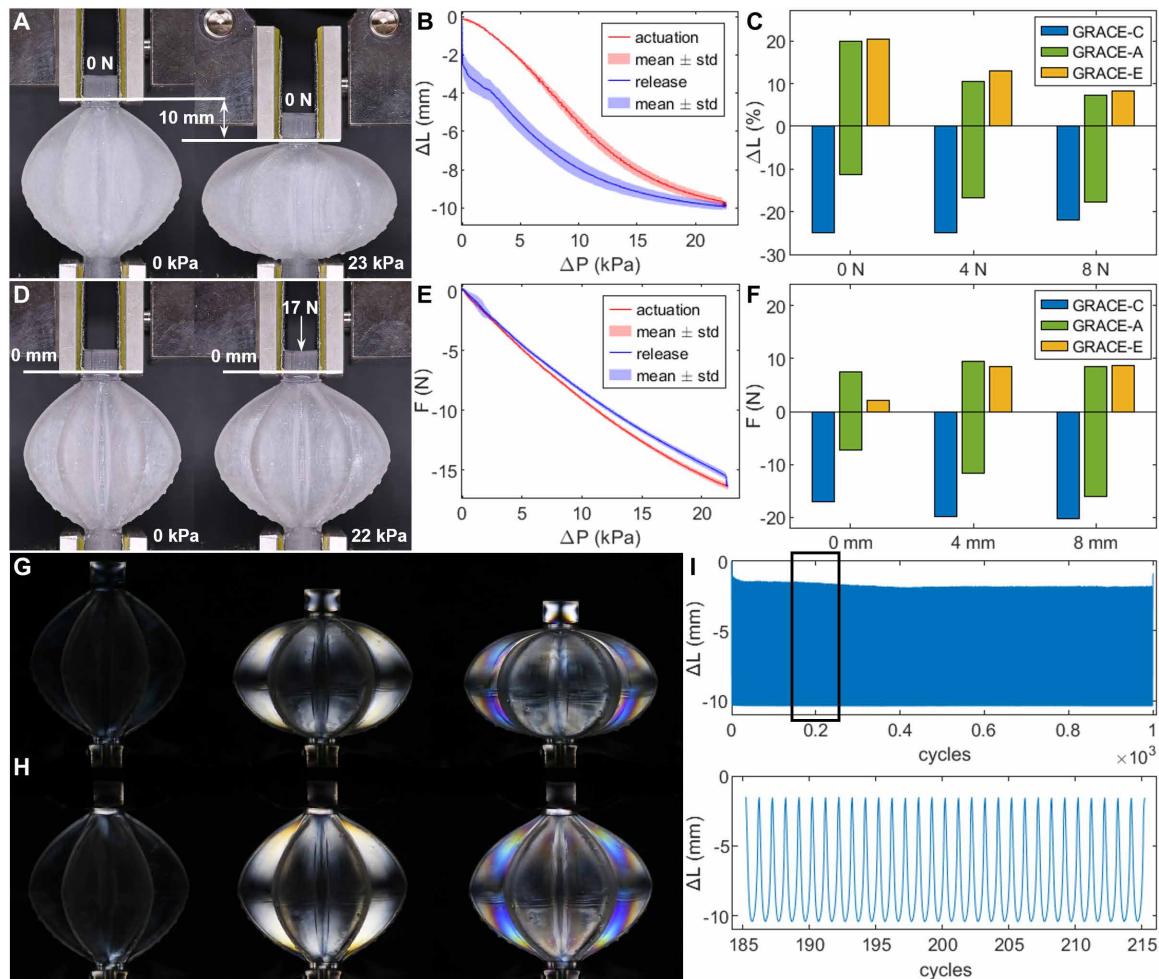 A
0 N
0 N
10 mm
0 kPa
23 kPa
B
ΔL (mm)
0
-2
-4
-6
-8
-10
0
5
10
15
20
ΔP (kPa)
actuation
mean ± std
release
mean ± std
C
ΔL (%)
20
10
0
-10
-20
-30
0 N
4 N
8 N
GRACE-C
GRACE-A
GRACE-E
D
17 N
0 mm
0 mm
0 kPa
22 kPa
E
F (N)
0
-5
-10
-15
0
5
10
15
20
ΔP (kPa)
actuation
mean ± std
release
mean ± std
F
F (N)
20
10
0
-10
-20
0 mm
4 mm
8 mm
GRACE-C
GRACE-A
GRACE-E
G
H
I
ΔL (mm)
0
-5
-10
0
0.2
0.4
0.6
0.8
1
cycles
× 10³
ΔL (mm)
0
-5
-10
185
190
195
200
205
210
215
cycles